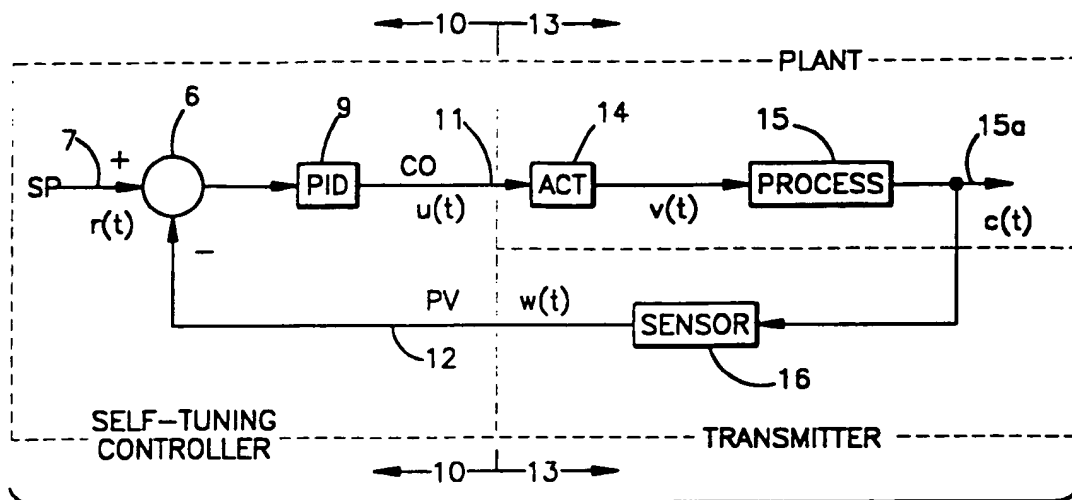 10 13
PLANT
6 9 11 14 15 15a
7 +
SP PID CO ACT PROCESS
r(t) u(t) v(t) c(t)
−
PV w(t) SENSOR
12 16
SELF-TUNING
CONTROLLER
TRANSMITTER
10 13